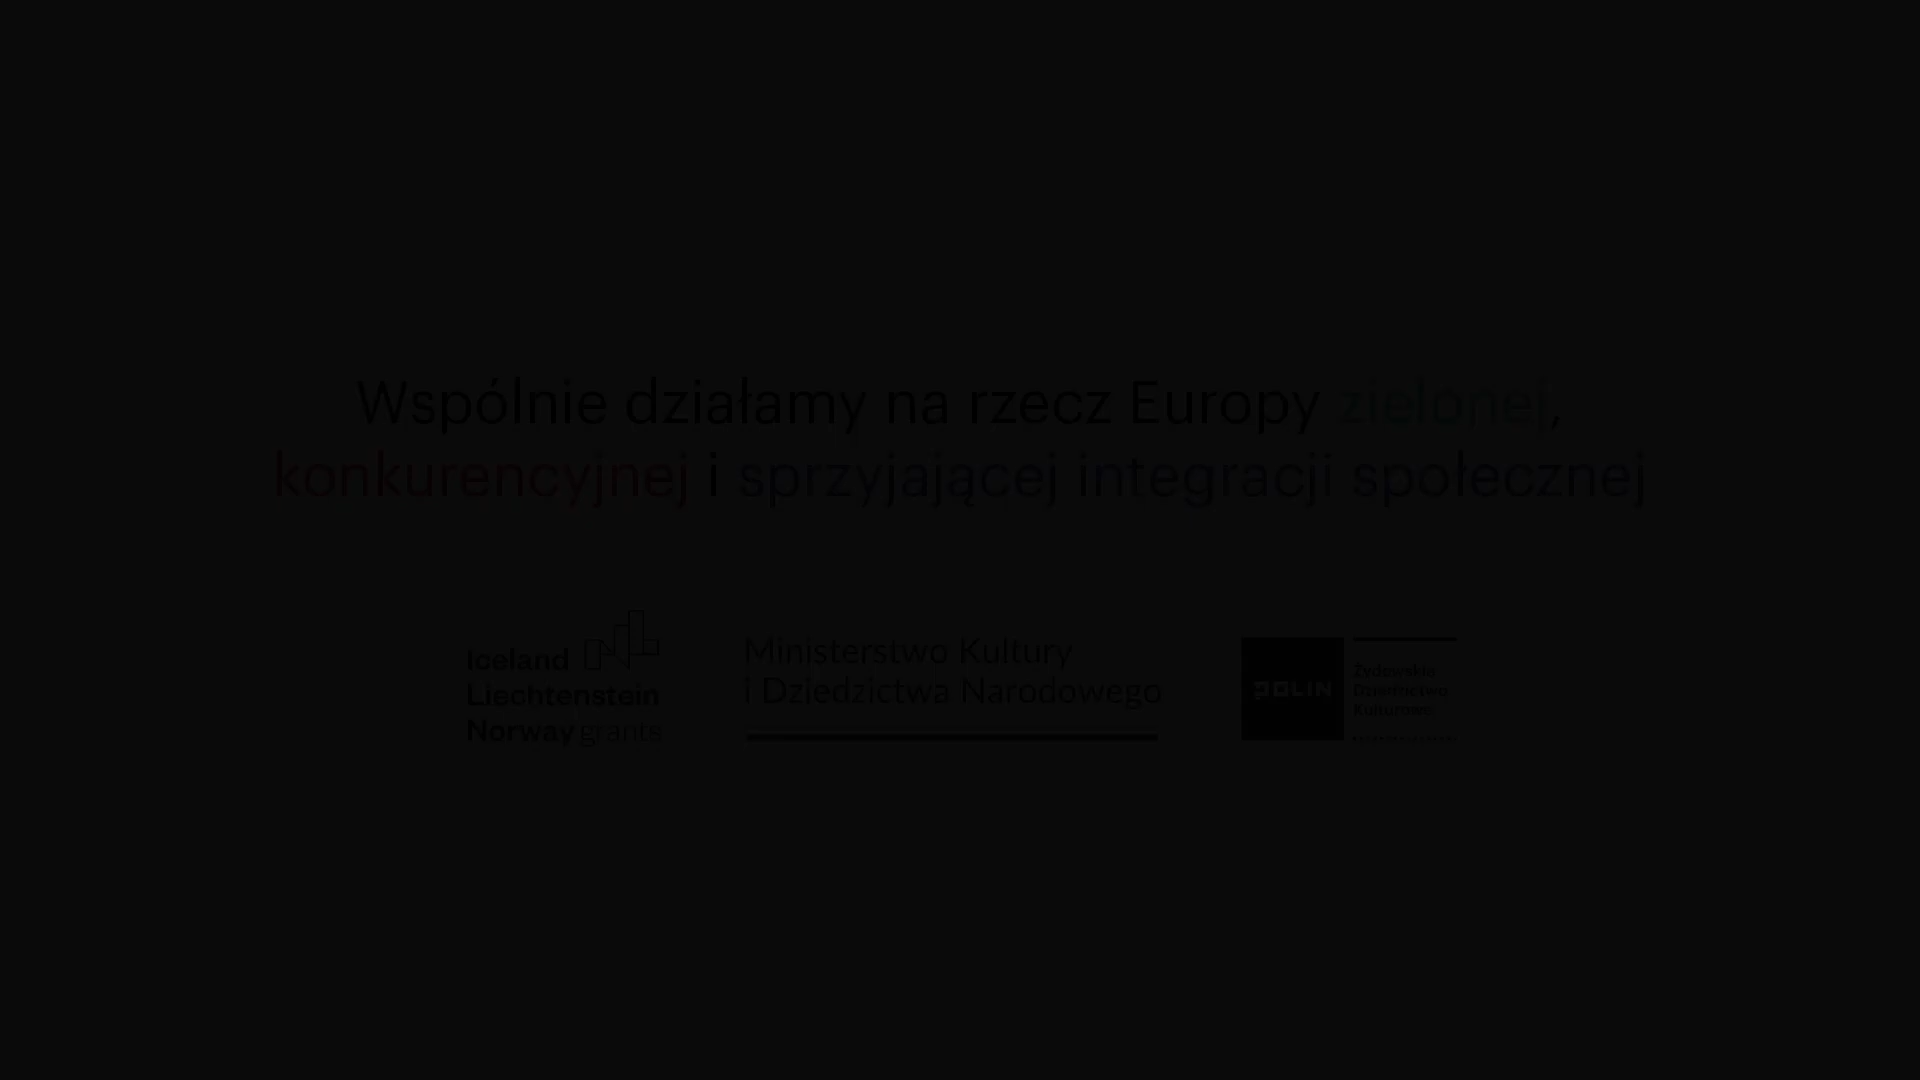 Wspólnie działamy na rzecz Europy zielonej,
konkurencyjnej i sprzyjającej integracji społecznej
Iceland
Liechtenstein
Norway grants
Ministerstwo Kultury
i Dziedzictwa Narodowego
POLIN
Żydowskie
Dziedzictwo
Kulturowe